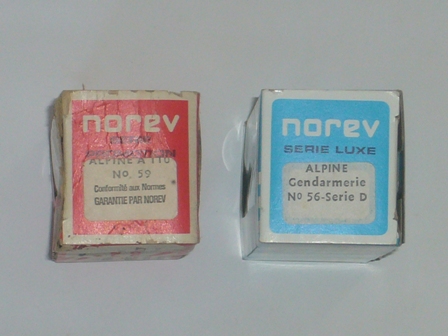 norev
ALPINE A 110
No. 59
Conformité aux Normes
GARANTIE PAR NOREV
norev
SERIE LUXE
ALPINE
Gendarmerie
No 56-Serie D